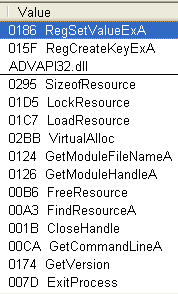 Value
0186 RegSetValueExA
015F RegCreateKeyExA
ADVAPI32.dll
0295 SizeofResource
01D5 LockResource
01C7 LoadResource
02BB VirtualAlloc
0124 GetModuleFileNameA
0126 GetModuleHandleA
00B6 FreeResource
00A3 FindResourceA
001B CloseHandle
00CA GetCommandLineA
0174 GetVersion
007D ExitProcess